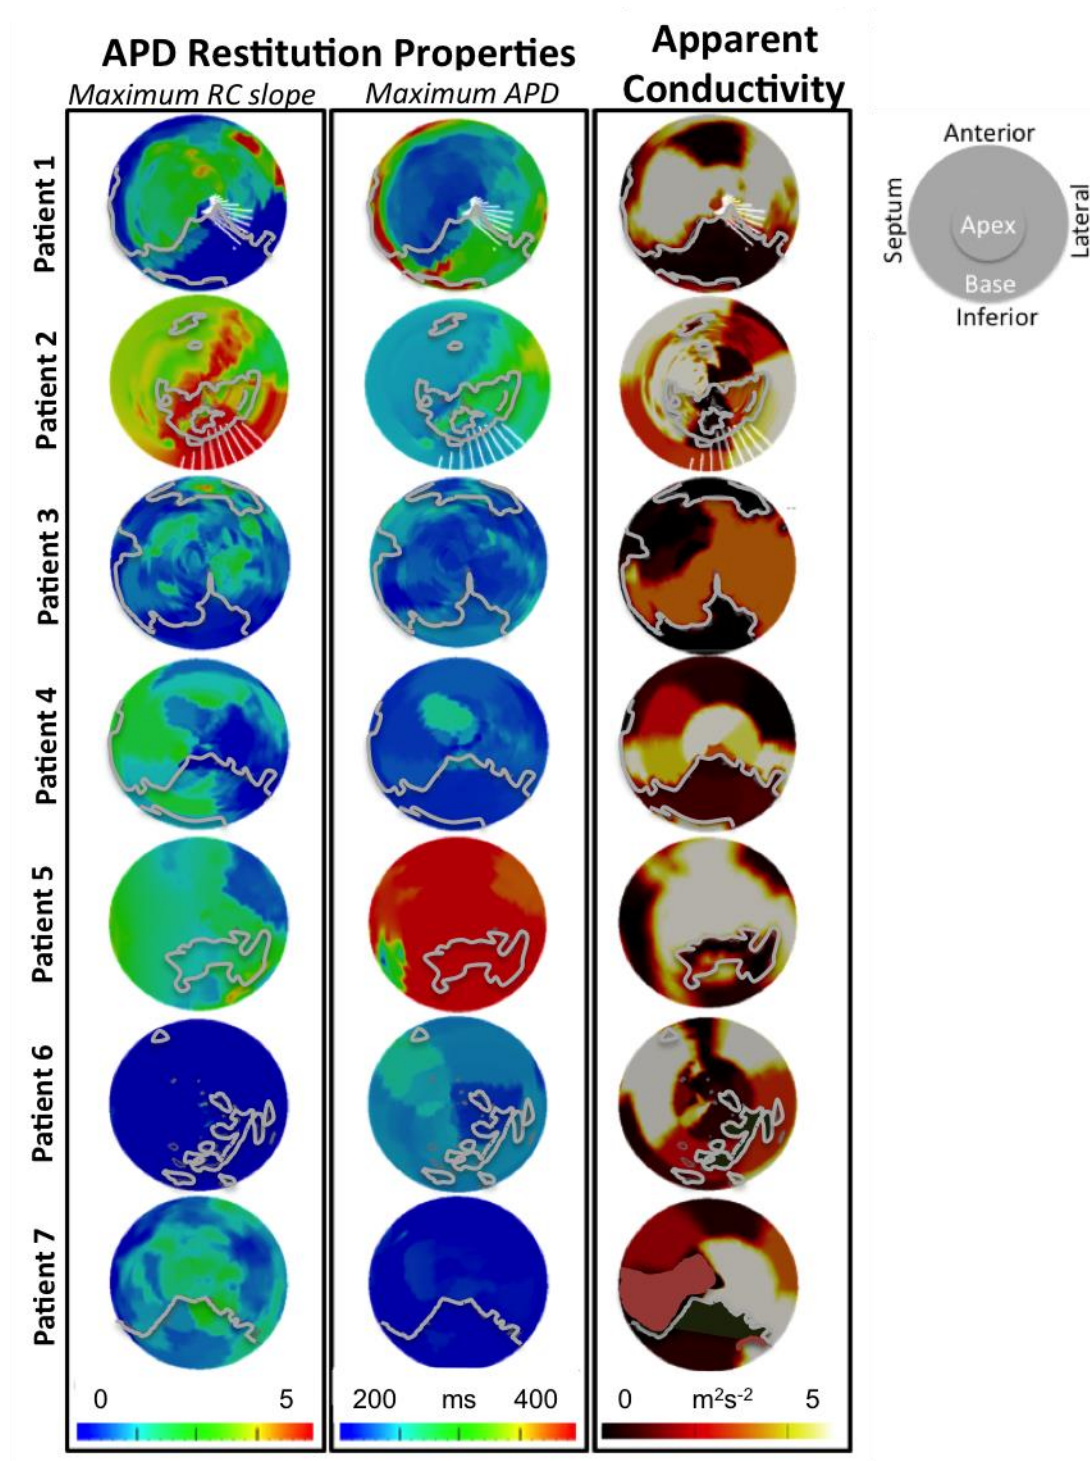 APD Restitution Properties
Maximum RC slope
Maximum APD
Apparent
Conductivity
Anterior
Septum
Apex
Lateral
Base
Inferior
Patient 1
Patient 2
Patient 3
Patient 4
Patient 5
Patient 6
Patient 7
0 5
200 ms 400
0 m²s⁻² 5